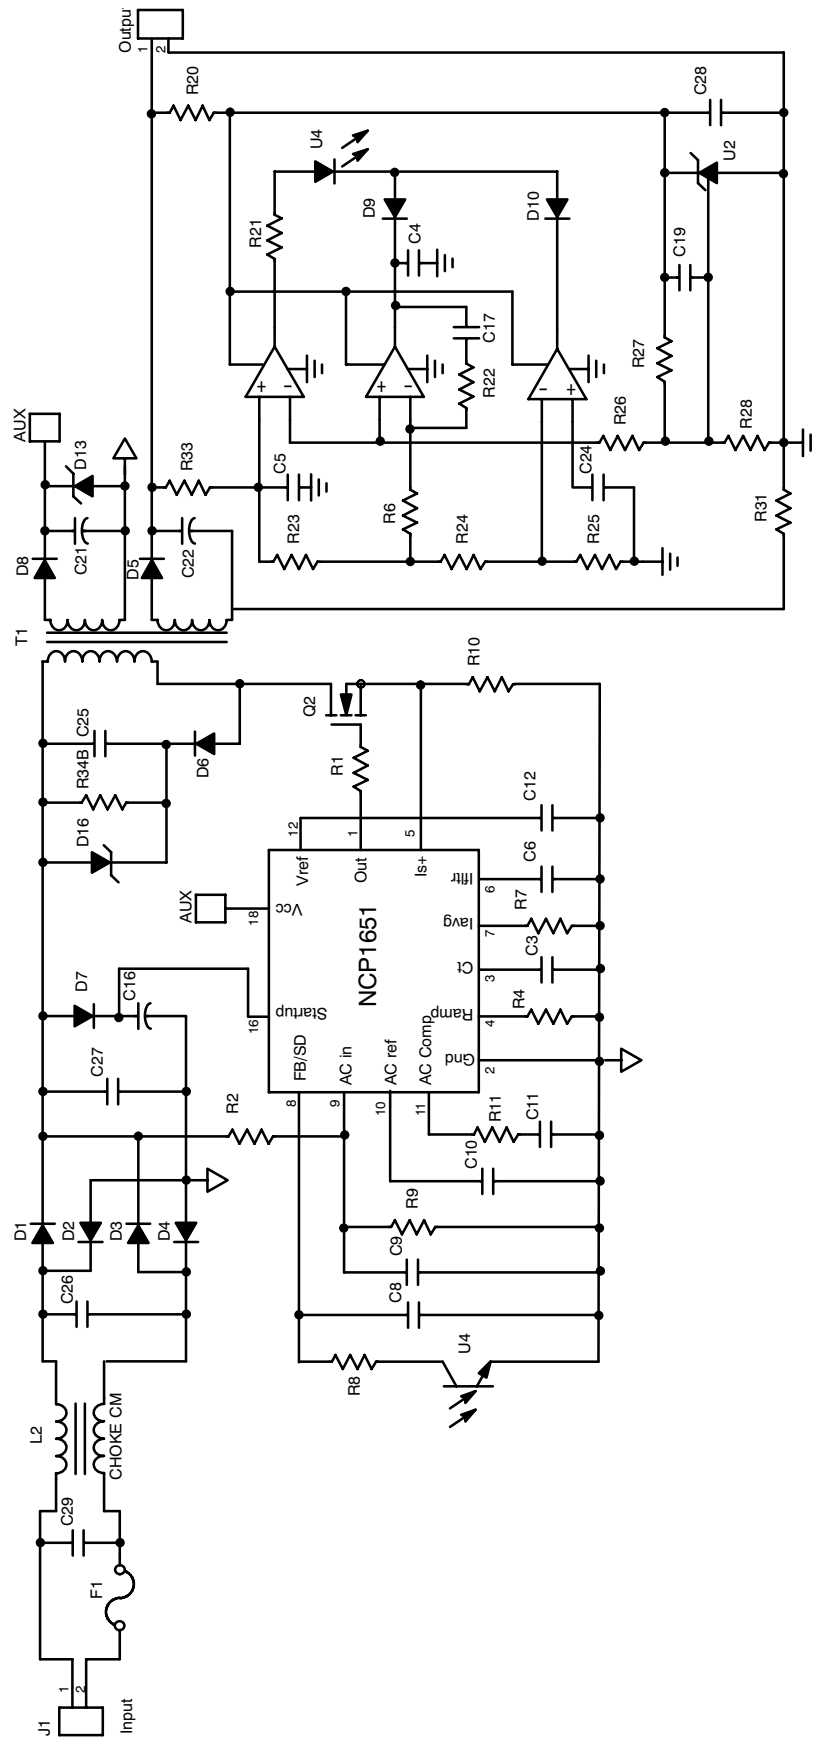 J1
Input
1
2
F1
C29
L2
CHOKE CM
C26
D1
D2
D3
D4
C27
D7
C16
R2
D16
R34B
C25
D6
T1
D8
C21
D13
AUX
D5
C22
R33
R20
Outpu
1
2
AUX
18
Vcc
16
Startup
NCP1651
12
Vref
1
Out
5
Is+
8
FB/SD
9
AC in
10
AC ref
11
AC Comp
2
Gnd
4
Ramp
3
Ct
7
Iavg
6
Ifltr
R1
Q2
R10
C12
C6
R7
C3
R4
R11
C11
C10
R9
C9
C8
R8
U4
R23
C5
R21
U4
+
–
D9
C4
R6
+
-
R22
C17
R24
D10
–
+
C24
R25
R26
R27
C19
R28
U2
C28
R31